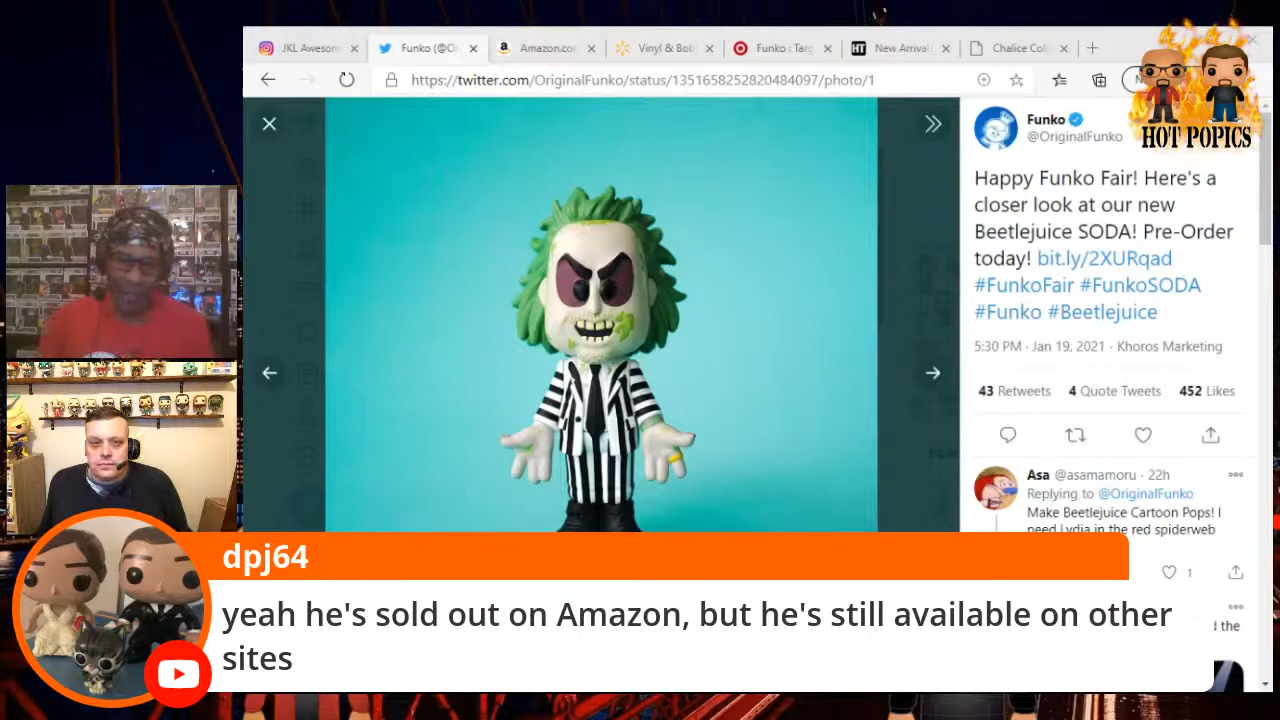 JKL Awesom
Funko (@O
Amazon.co
Vinyl & Bob
Funko : Targ
HT
New Arrival
Chalice Coll
https://twitter.com/OriginalFunko/status/1351658252820484097/photo/1
HOT POPICS
Funko
@OriginalFunko
Happy Funko Fair! Here's a
closer look at our new
Beetlejuice SODA! Pre-Order
today! bit.ly/2XURqad
#FunkoFair #FunkoSODA
#Funko #Beetlejuice
5:30 PM · Jan 19, 2021 · Khoros Marketing
43 Retweets 4 Quote Tweets 452 Likes
Asa @asamamoru · 22h
Replying to @OriginalFunko
Make Beetlejuice Cartoon Pops! I
need Lydia in the red spiderweb
1
the
dpj64
yeah he's sold out on Amazon, but he's still available on other
sites